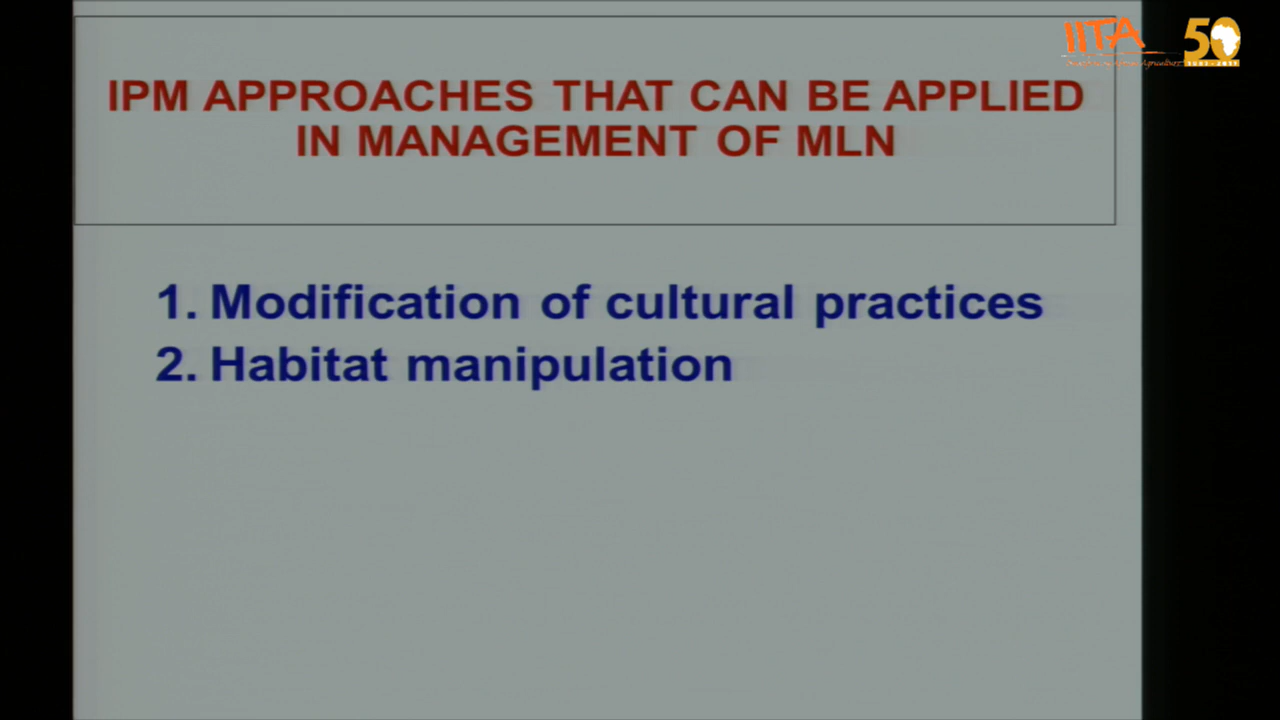 IITA
50
IPM APPROACHES THAT CAN BE APPLIED
IN MANAGEMENT OF MLN
1. Modification of cultural practices
2. Habitat manipulation